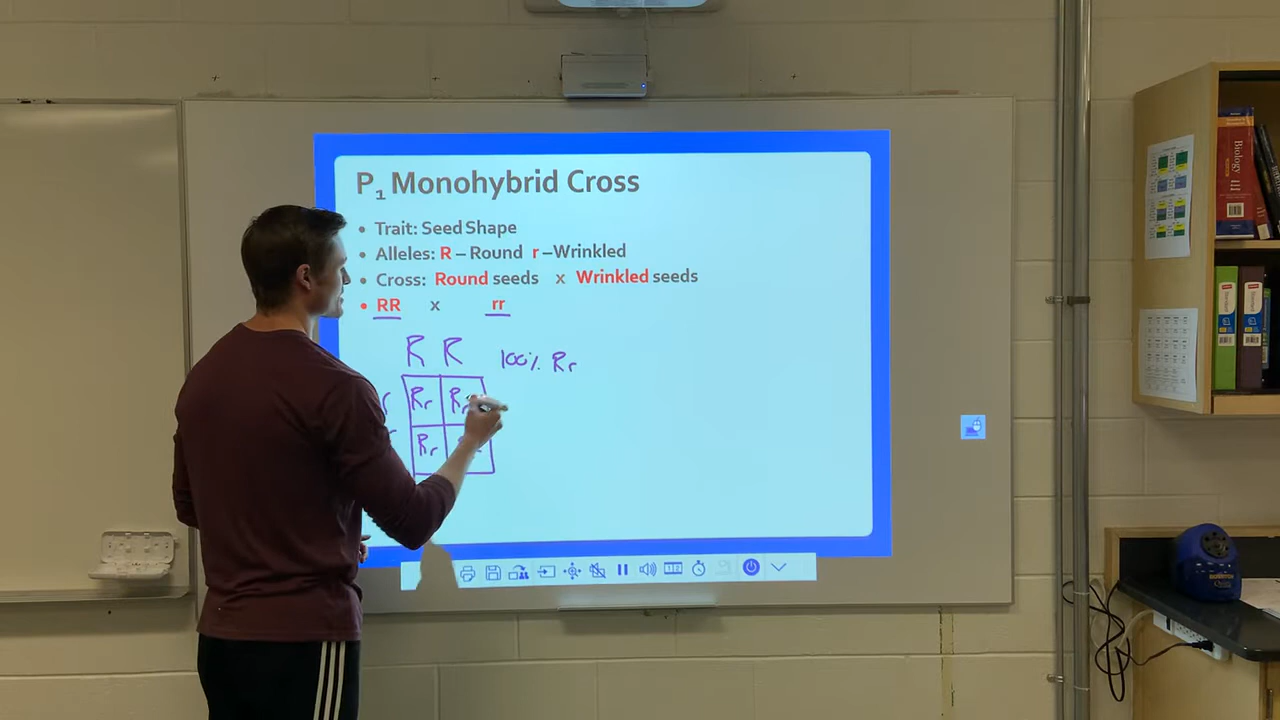 P1 Monohybrid Cross
• Trait: Seed Shape
• Alleles: R – Round r –Wrinkled
• Cross: Round seeds x Wrinkled seeds
• RR x rr
R R 100% Rr
r Rr Rr
r Rr
Biology
III